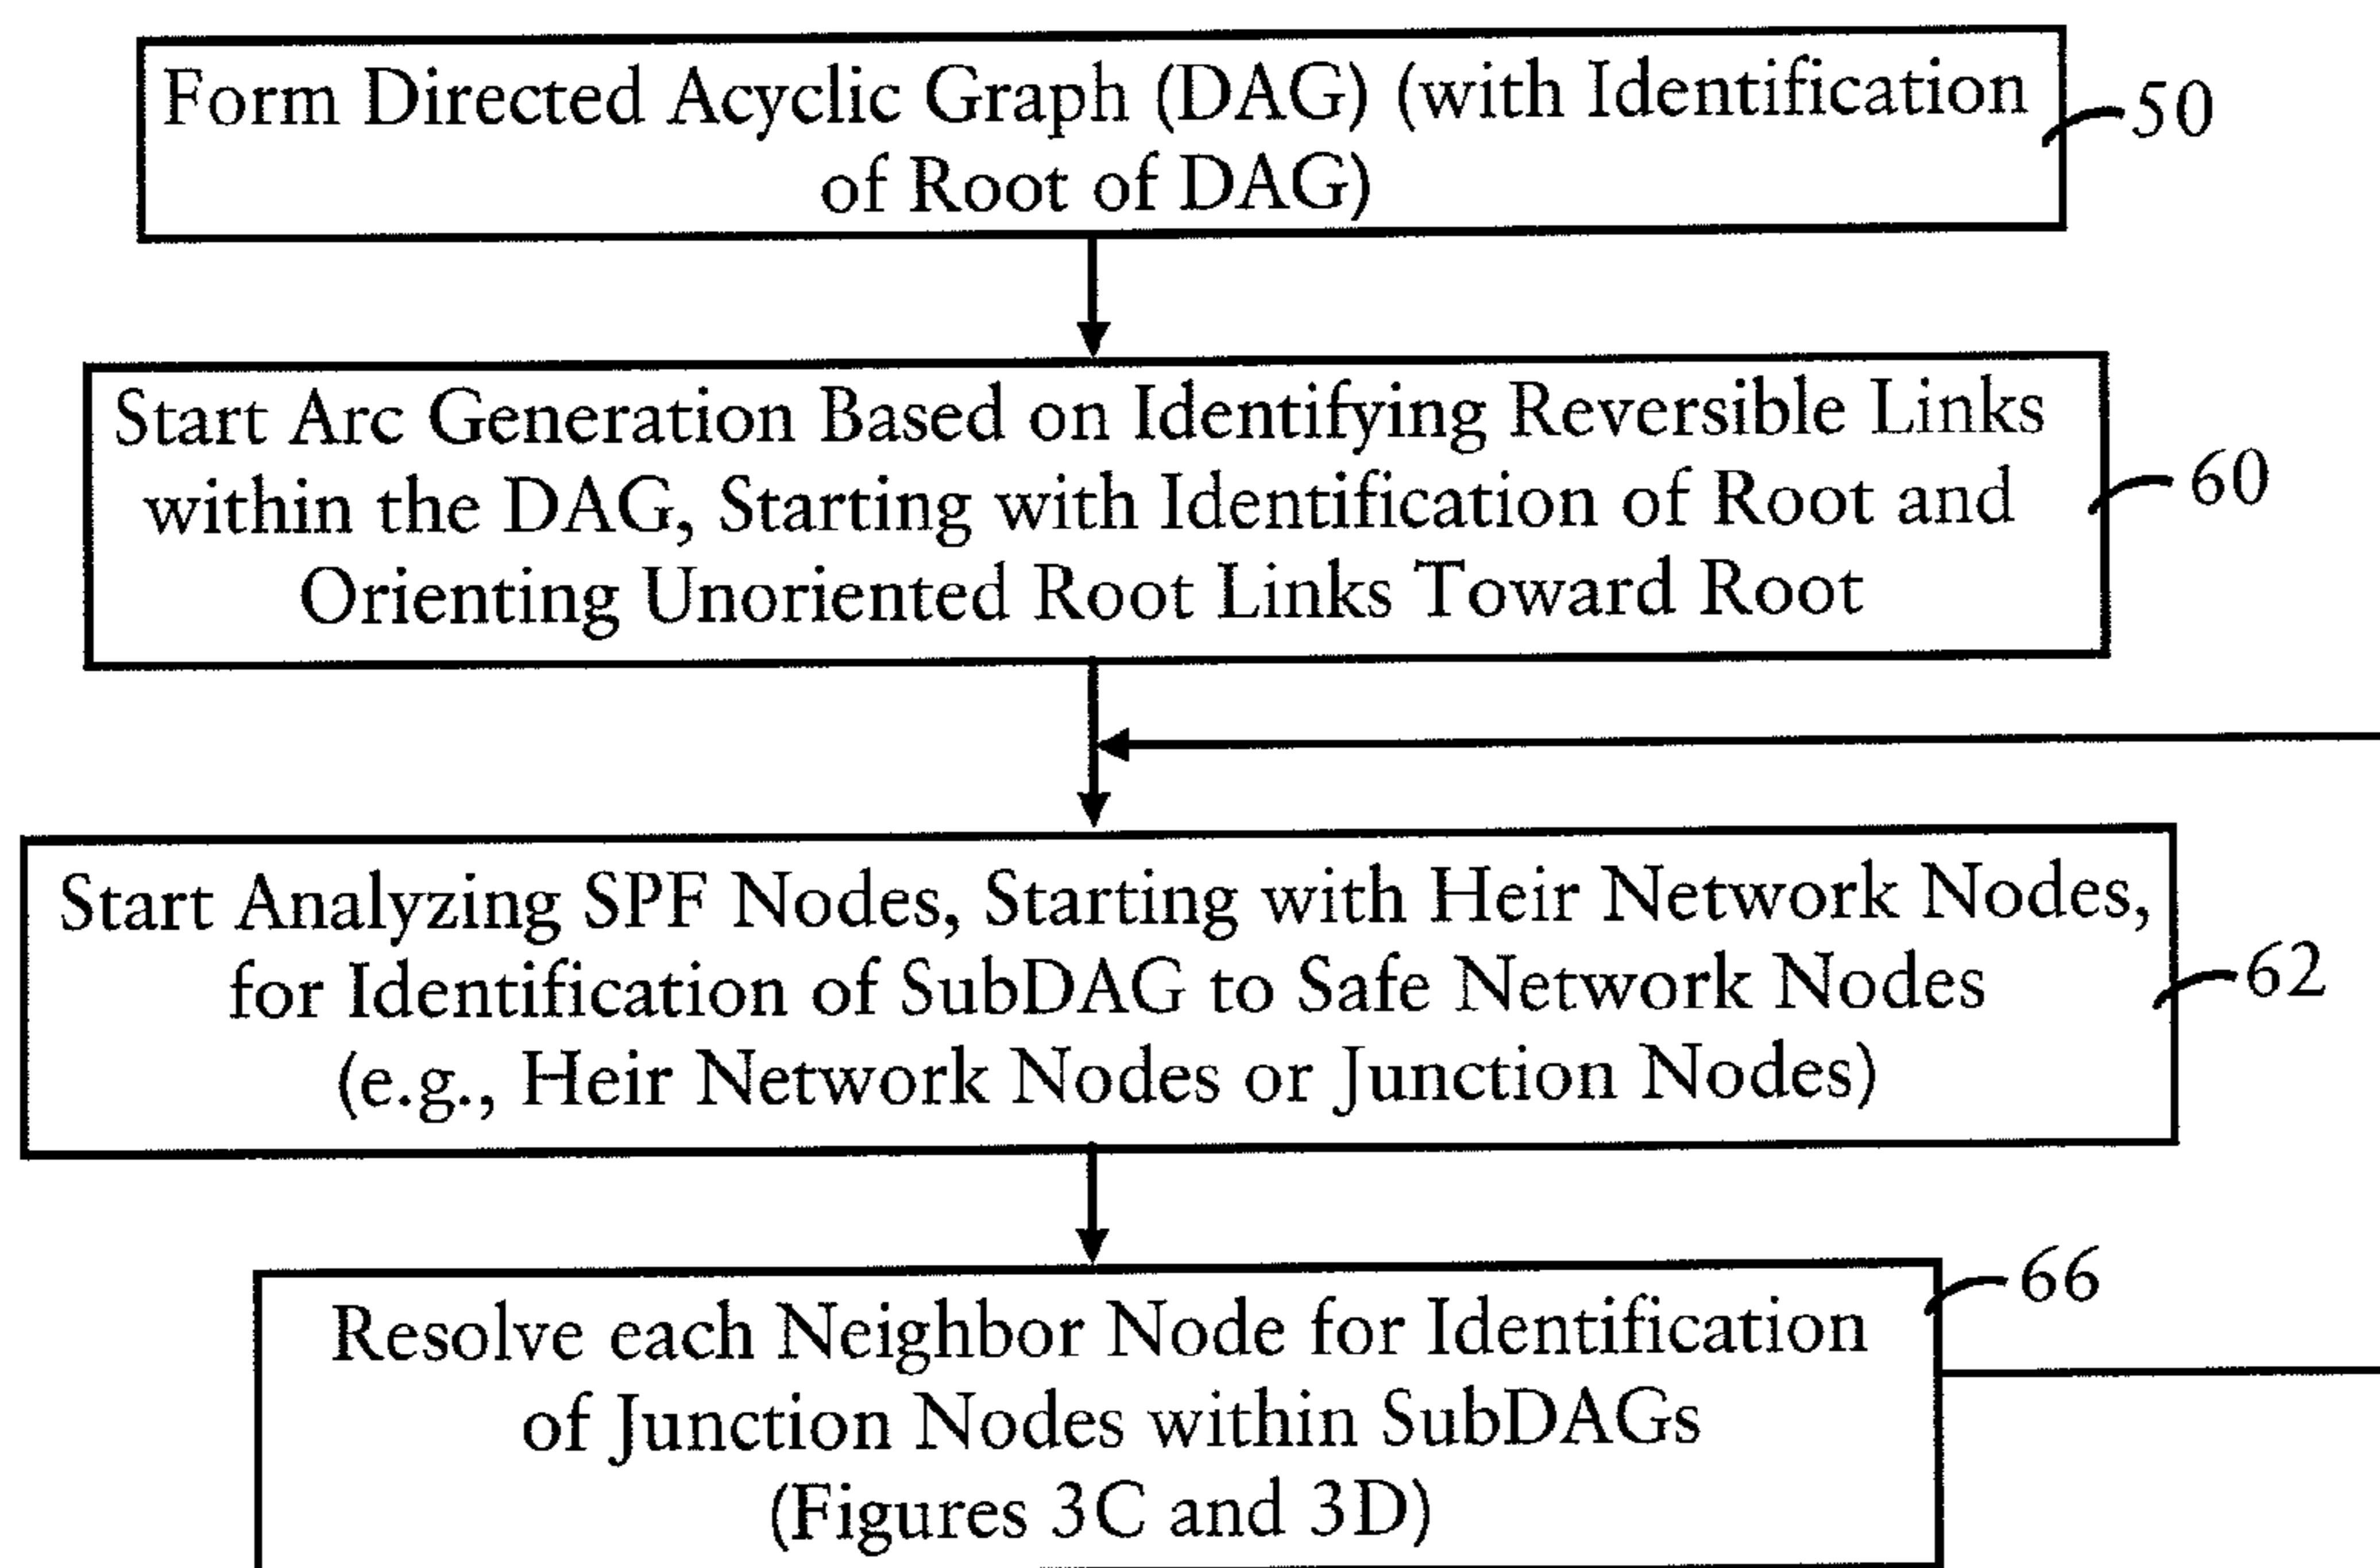 Form Directed Acyclic Graph (DAG) (with Identification
of Root of DAG)
50
Start Arc Generation Based on Identifying Reversible Links
within the DAG, Starting with Identification of Root and
Orienting Unoriented Root Links Toward Root
60
Start Analyzing SPF Nodes, Starting with Heir Network Nodes,
for Identification of SubDAG to Safe Network Nodes
(e.g., Heir Network Nodes or Junction Nodes)
62
Resolve each Neighbor Node for Identification
of Junction Nodes within SubDAGs
(Figures 3C and 3D)
66